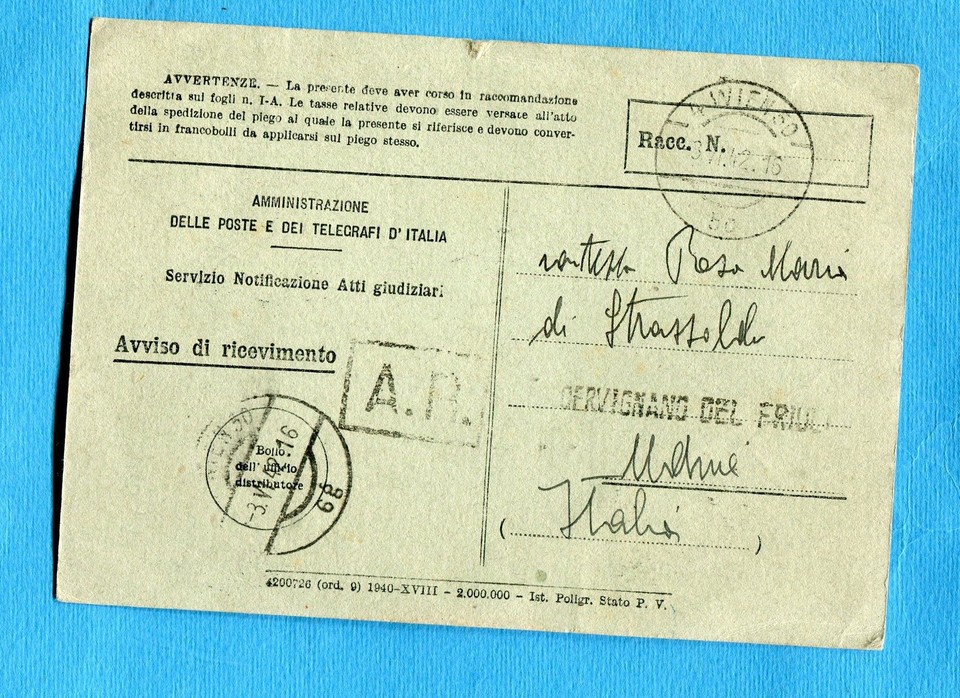 AVVERTENZE. — La presente deve aver corso in raccomandazione
descritta sui fogli n. I-A. Le tasse relative devono essere versate all'atto
della spedizione del piego al quale la presente si riferisce e devono conver-
tirsi in francobolli da applicarsi sul piego stesso.
Racc. N.
AMMINISTRAZIONE
DELLE POSTE E DEI TELEGRAFI D'ITALIA
Servizio Notificazione Atti giudiziari
Avviso di ricevimento
A. R.
Bollo
dell'ufficio
distributore
68
contessa Rosa Maria
di Strassoldo
CERVIGNANO DEL FRIULI
Udine
(Italia)
4200726 (ord. 9) 1940-XVIII - 2.000.000 - Ist. Poligr. Stato P. V.